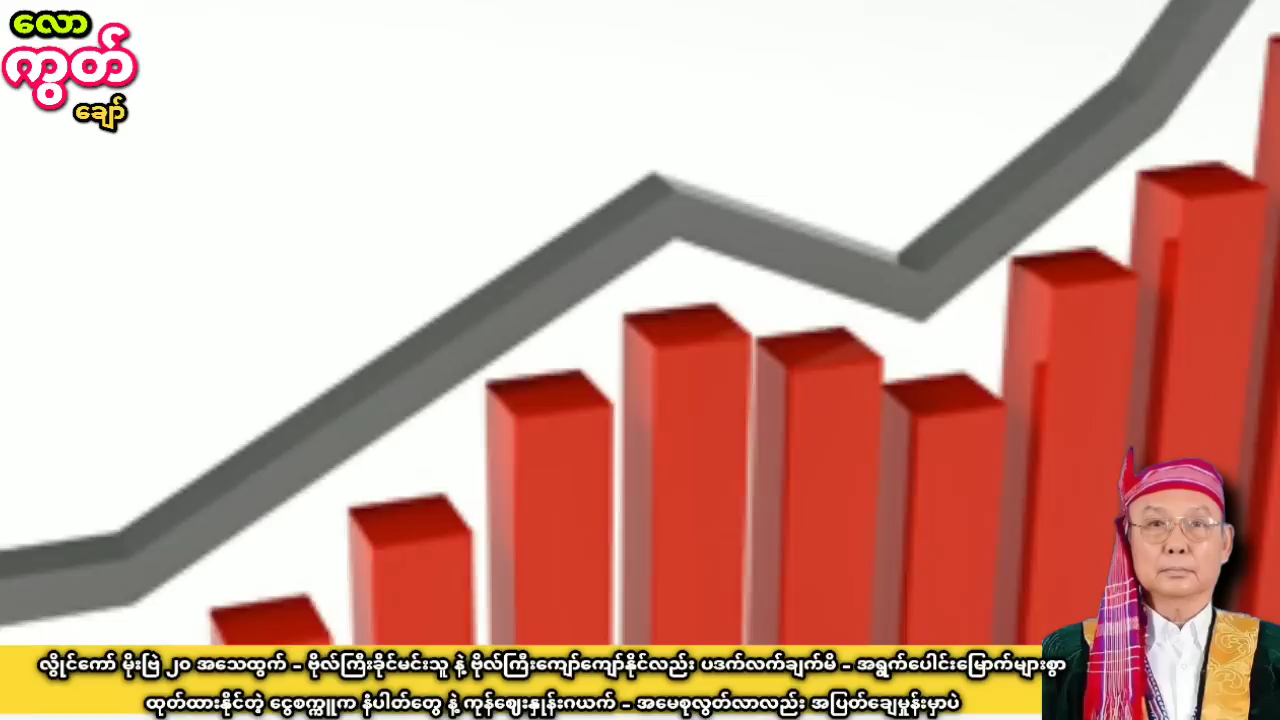 လော
ကွတ်
ချော်
လွိုင်ကော် မိုးဗြဲ ၂၀ အသေထွက် - ဗိုလ်ကြီးခိုင်မင်းသူ နဲ့ ဗိုလ်ကြီးကျော်ကျော်နိုင်လည်း ပဒက်လက်ချက်မိ - အရွက်ပေါင်းမြောက်များစွာ
ထုတ်ထားနိုင်တဲ့ ငွေစက္ကူက နံပါတ်တွေ နဲ့ ကုန်ဈေးနှုန်းဂယက် - အမေစုလွတ်လာလည်း အပြတ်ချေမှုန်းမှာပဲ